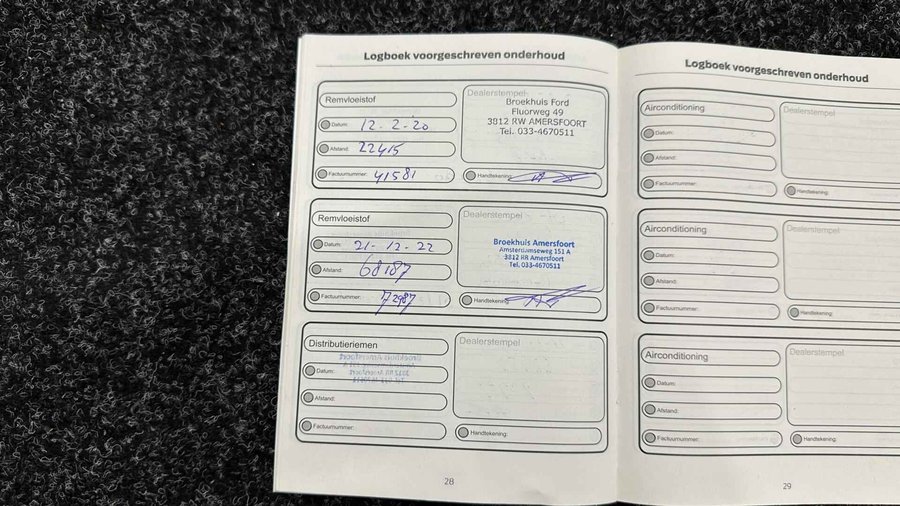 Logboek voorgeschreven onderhoud
Remvloeistof
Datum: 12-2-20
Afstand: 22415
Factuurnummer: 41581
Dealerstempel
Broekhuis Ford
Fluorweg 49
3812 RW AMERSFOORT
Tel. 033-4670511
Handtekening:
Remvloeistof
Datum: 21-12-22
Afstand: 68187
Factuurnummer: 72987
Dealerstempel
Broekhuis Amersfoort
Amsterdamseweg 151 A
3812 RR Amersfoort
Tel. 033-4670511
Handtekening:
Distributieriemen
Datum:
Afstand:
Factuurnummer:
Dealerstempel
Handtekening:
28
Logboek voorgeschreven onderhoud
Airconditioning
Datum:
Afstand:
Factuurnummer:
Dealerstempel
Handtekening:
Airconditioning
Datum:
Afstand:
Factuurnummer:
Dealerstempel
Handtekening:
Airconditioning
Datum:
Afstand:
Factuurnummer:
Dealerstempel
Handtekening:
29